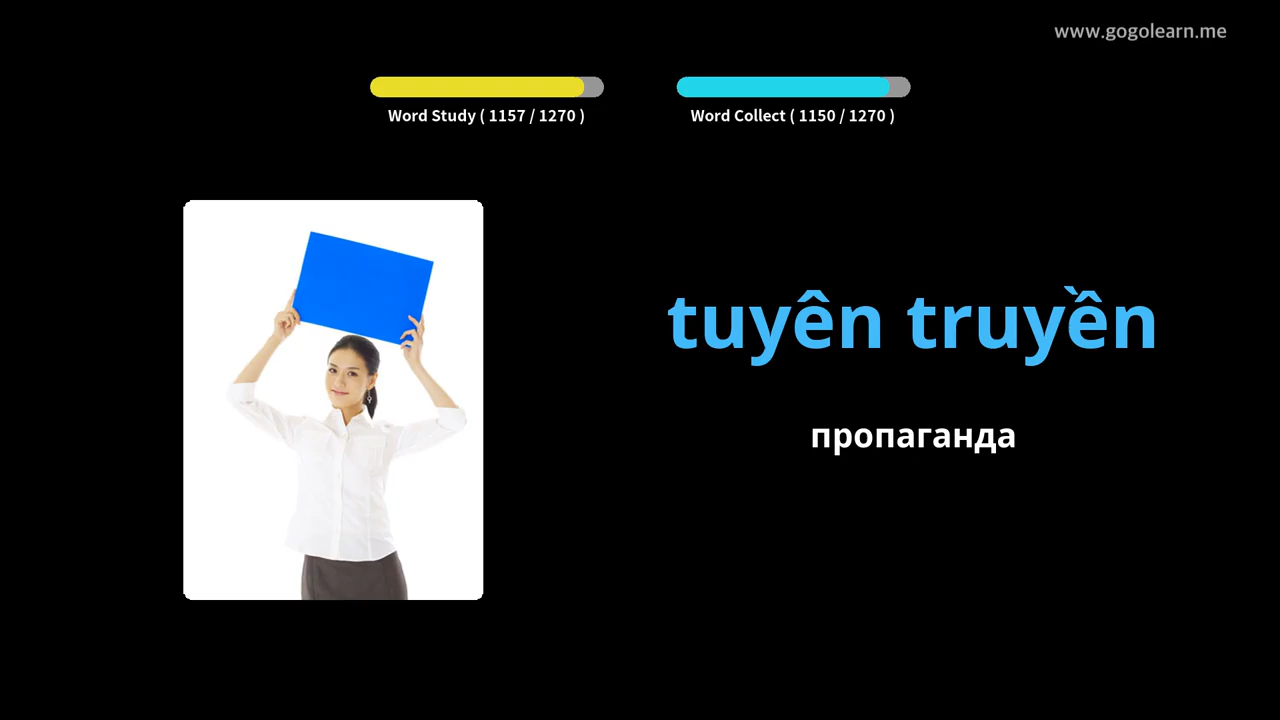 www.gogolearn.me
Word Study ( 1157 / 1270 )
Word Collect ( 1150 / 1270 )
tuyên truyền
пропаганда